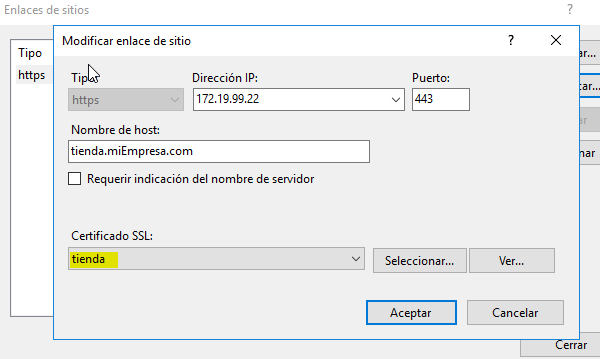 Enlaces de sitios ?
Modificar enlace de sitio ?
Tipo
https
Tipo: Dirección IP: Puerto:
https 172.19.99.22 443
Nombre de host:
tienda.miEmpresa.com
Requerir indicación del nombre de servidor
Certificado SSL:
tienda Seleccionar... Ver...
Aceptar Cancelar
ar...
car...
ar
nar
Cerrar